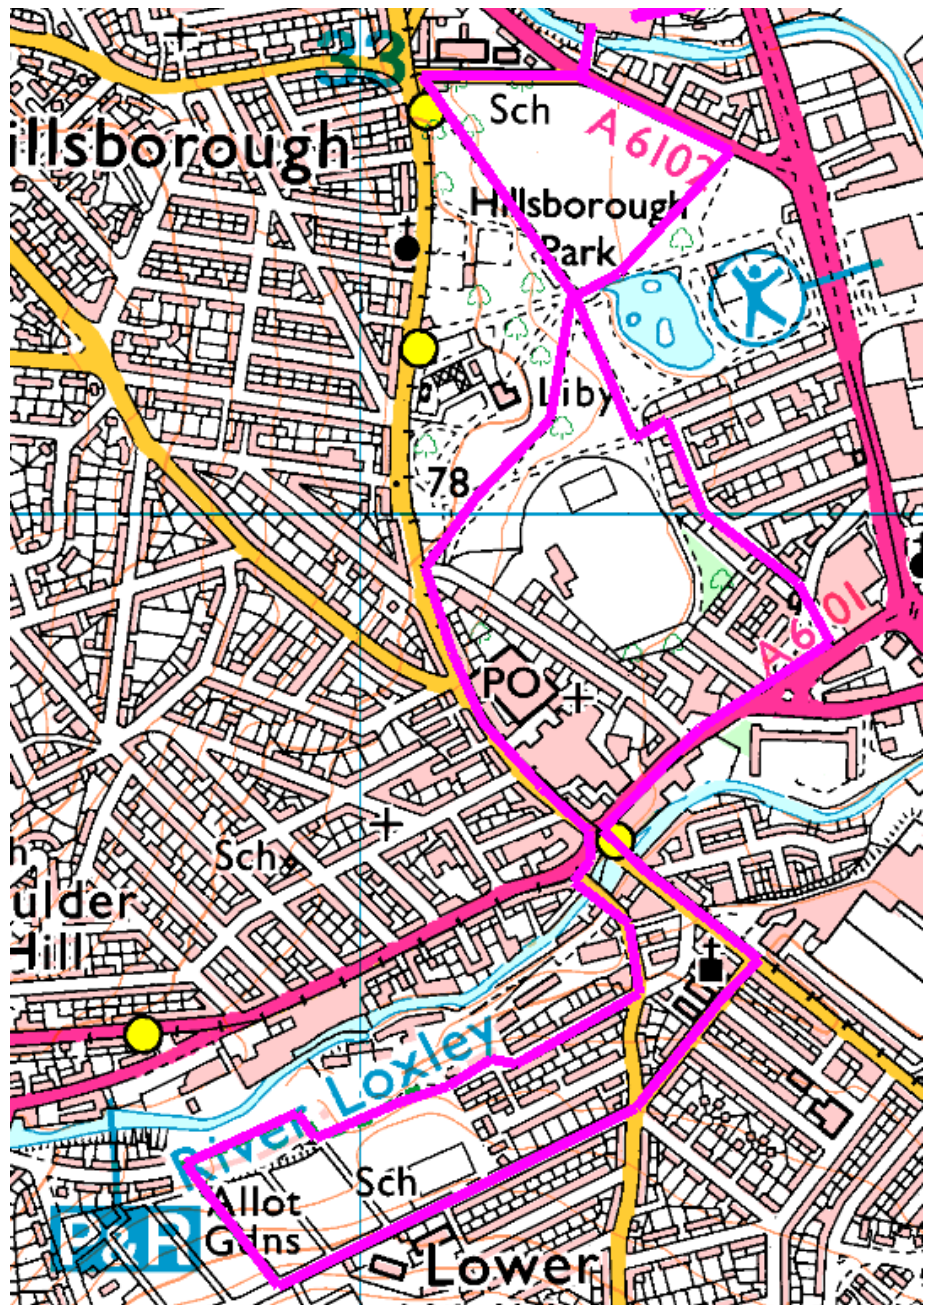 33
Sch
A 6102
illsborough
Hillsborough
Park
Liby
78
A 6101
PO
Sch
ulder
Hill
River Loxley
Sch
Allot
Gdns
P&R
Lower